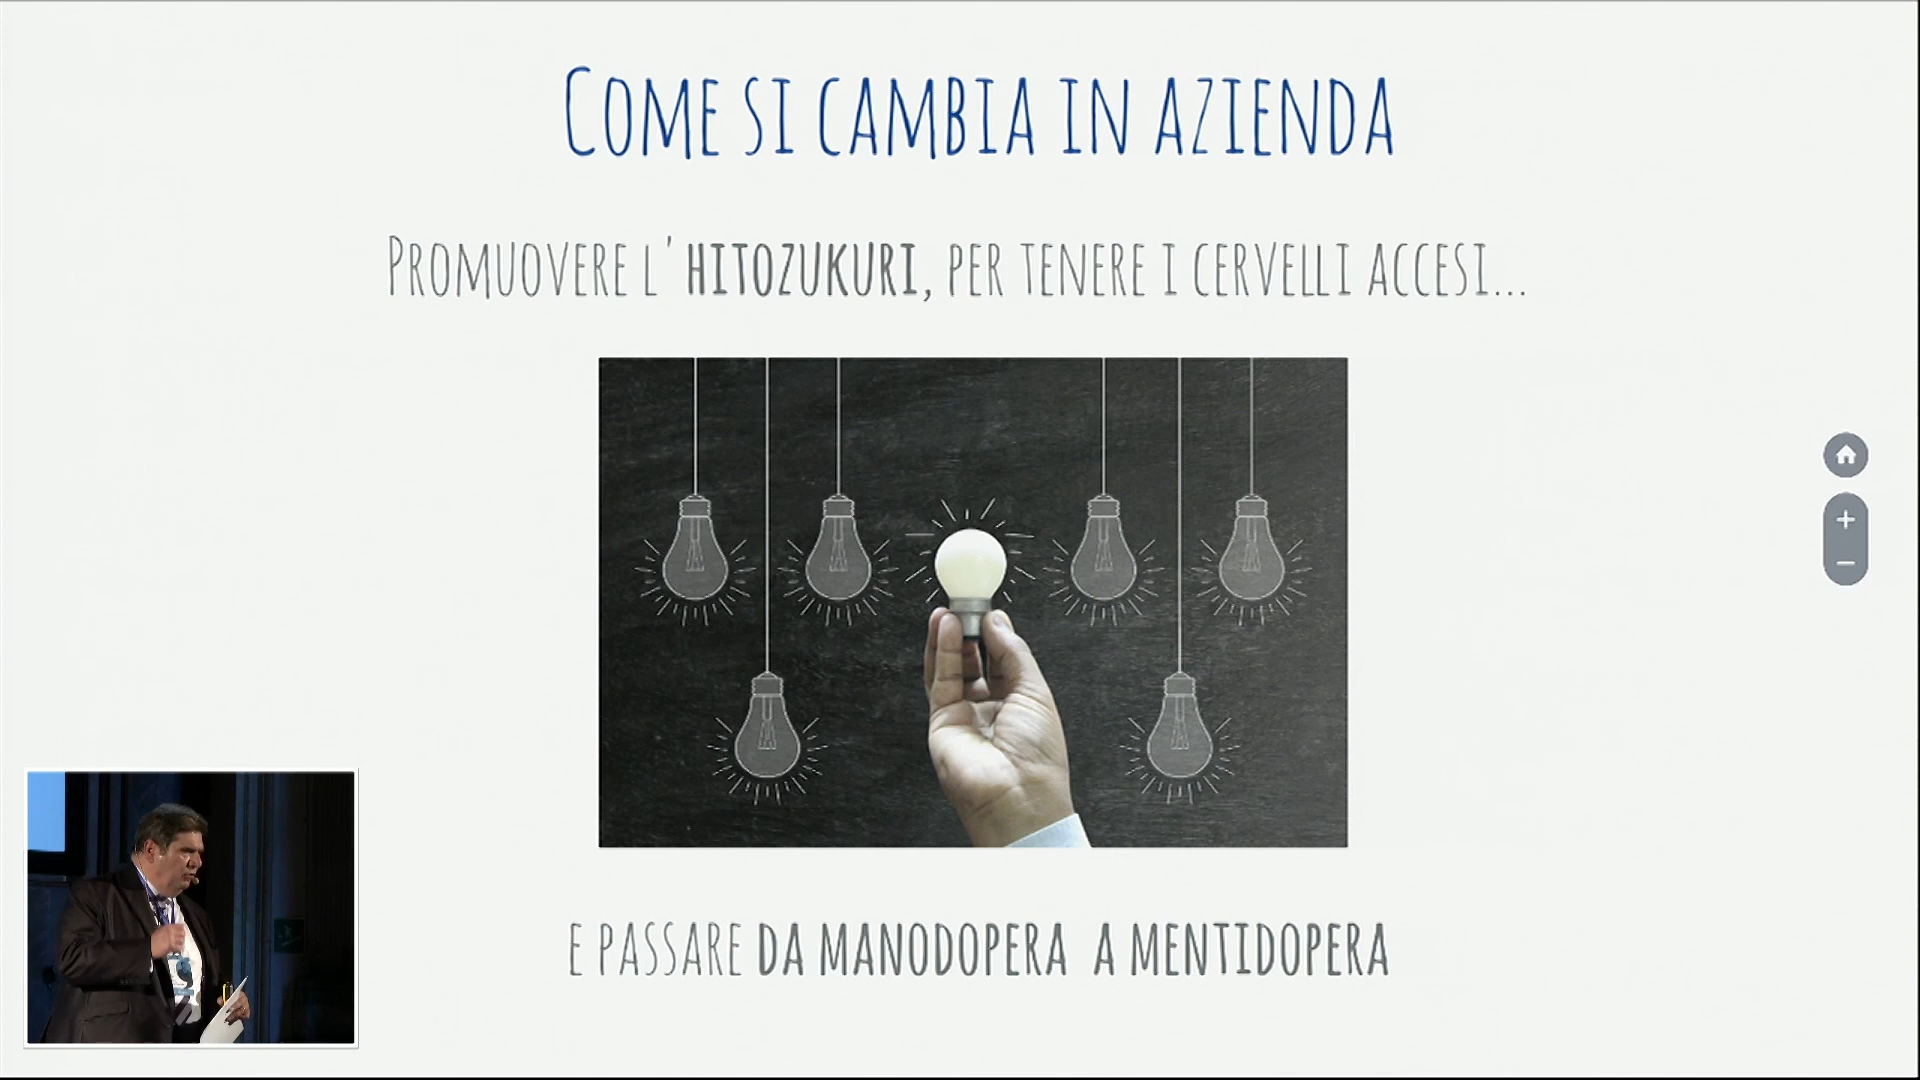 COME SI CAMBIA IN AZIENDA
PROMUOVERE L'HITOZUKURI, PER TENERE I CERVELLI ACCESI...
E PASSARE DA MANODOPERA A MENTIDOPERA